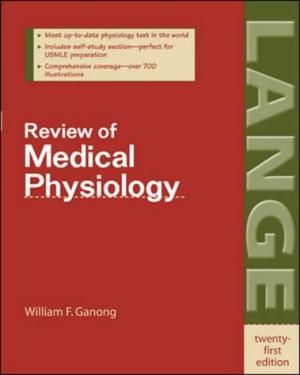 ▸ Most up-to-date physiology text in the world
▸ Includes self-study section—perfect for
USMLE preparation
▸ Comprehensive coverage—over 700
illustrations
LANGE
Review of
Medical
Physiology
William F. Ganong
twenty-
first edition